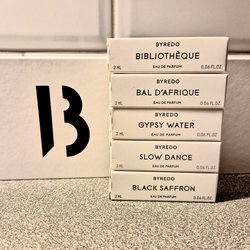 B
BYREDO
BIBLIOTHÈQUE
2 ML
EAU DE PARFUM
0.06 FL.OZ.
BYREDO
BAL D'AFRIQUE
2 ML
EAU DE PARFUM
0.06 FL.OZ.
BYREDO
GYPSY WATER
2 ML
EAU DE PARFUM
0.06 FL.OZ.
BYREDO
SLOW DANCE
2 ML
EAU DE PARFUM
0.06 FL.OZ.
BYREDO
BLACK SAFFRON
2 ML
EAU DE PARFUM
0.06 FL.OZ.